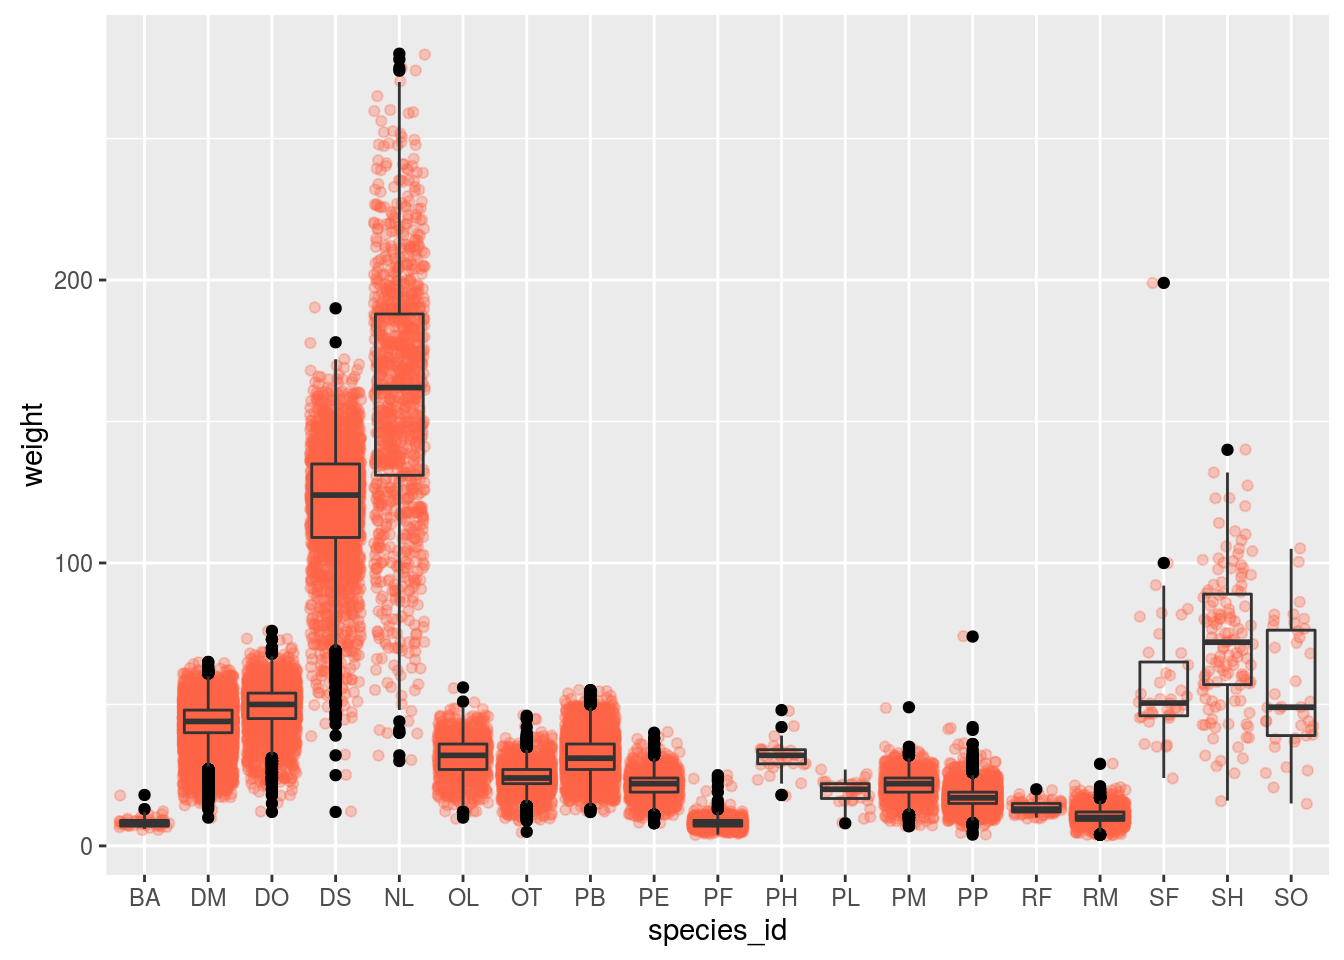 weight
200
100
0
BA DM DO DS NL OL OT PB PE PF PH PL PM PP RF RM SF SH SO
species_id